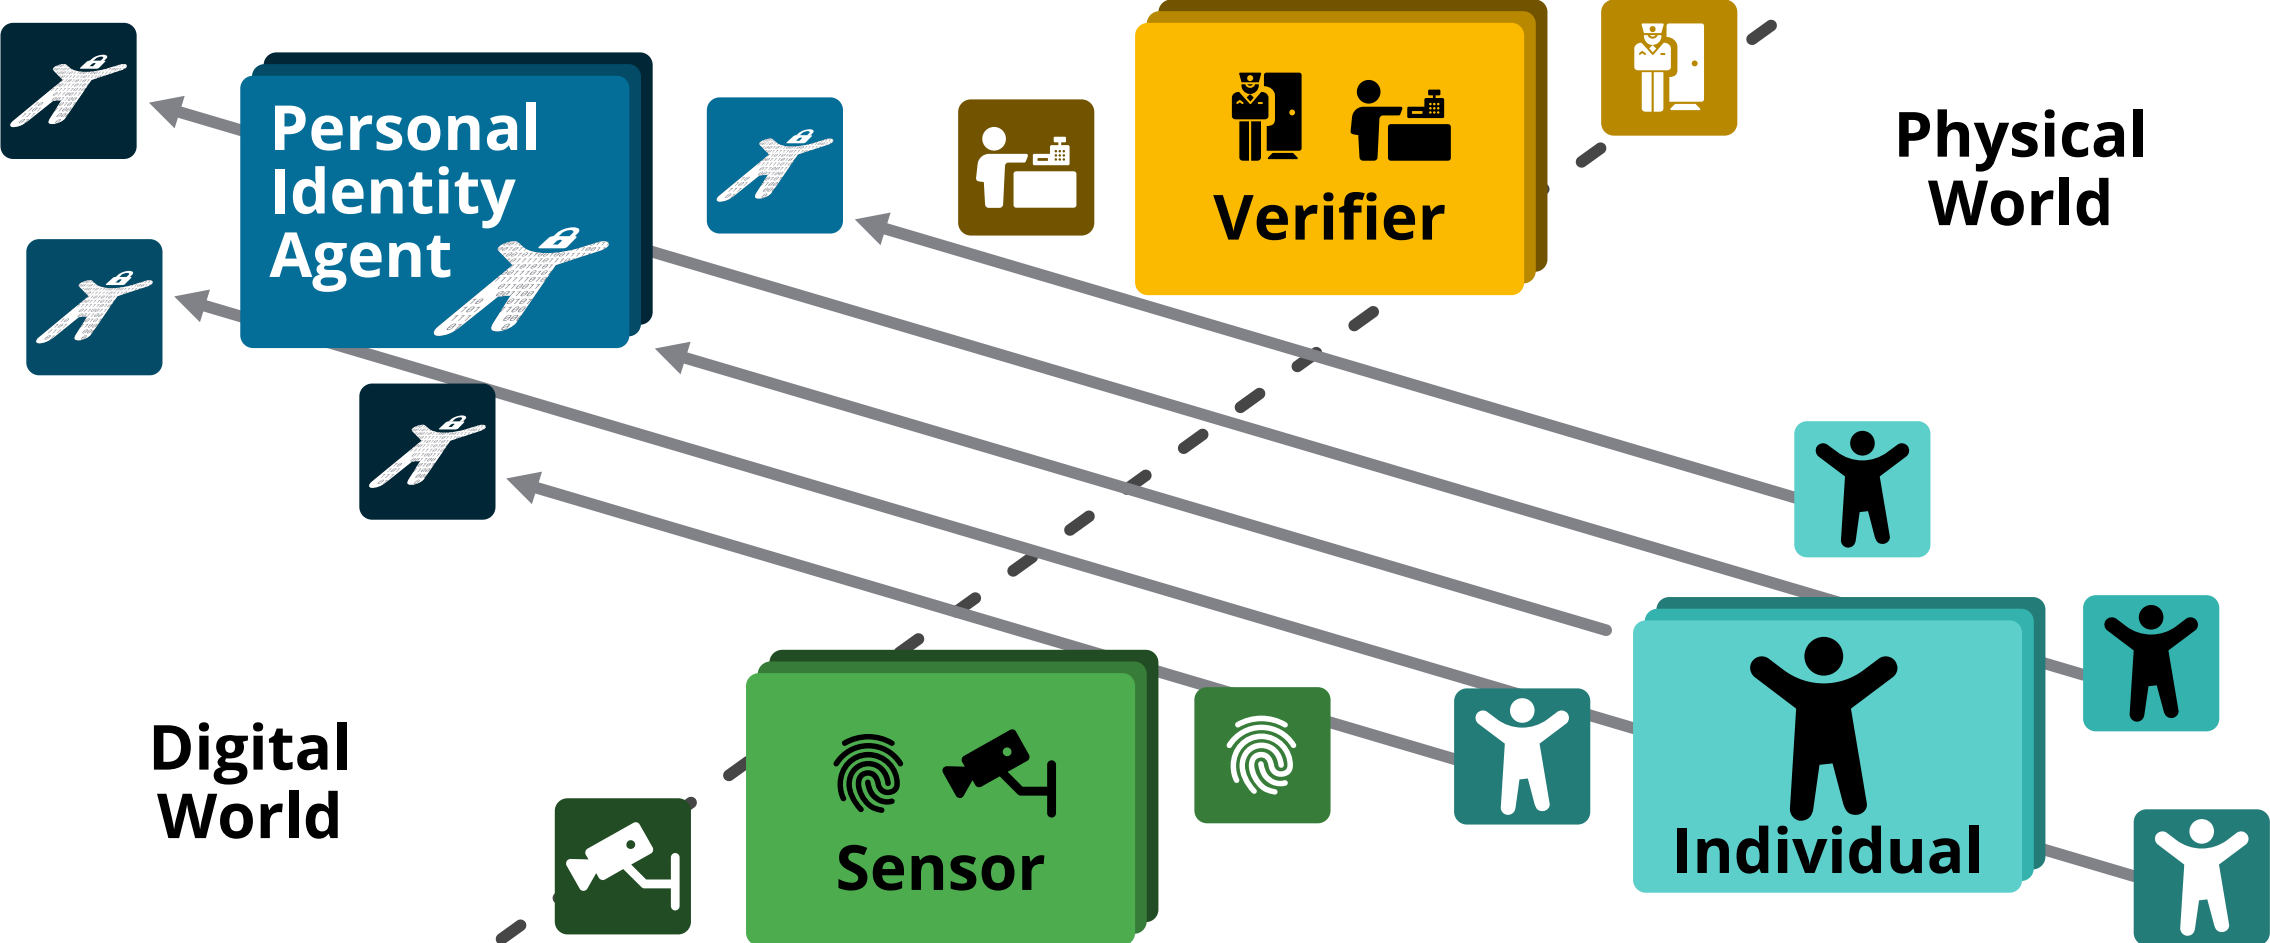 Personal
Identity
Agent
Verifier
Physical
World
Digital
World
Sensor
Individual